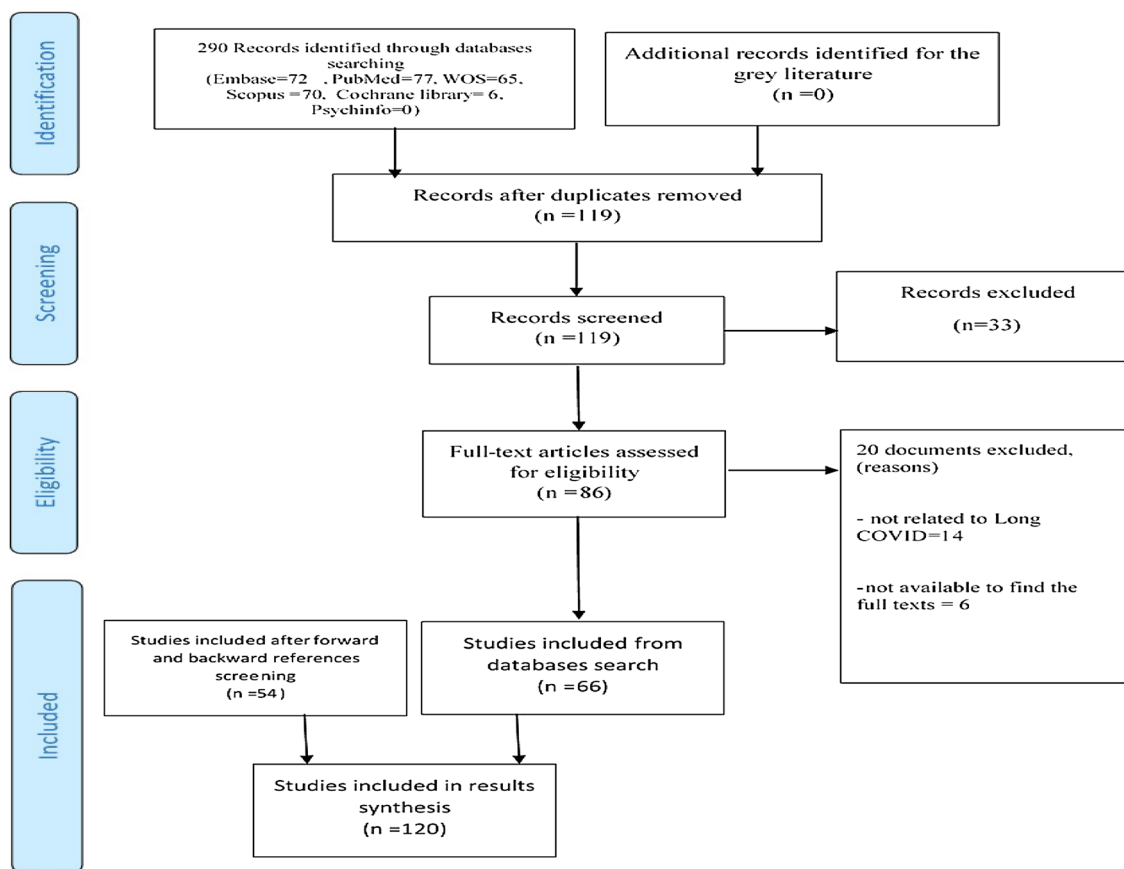 Identification
290 Records identified through databases
searching
(Embase=72 , PubMed=77, WOS=65,
Scopus =70, Cochrane library= 6,
Psychinfo=0)
Additional records identified for the
grey literature
(n =0)
Records after duplicates removed
(n =119)
Screening
Records screened
(n =119)
Records excluded
(n=33)
Eligibility
Full-text articles assessed
for eligibility
(n =86)
20 documents excluded,
(reasons)
- not related to Long
COVID=14
-not available to find the
full texts = 6
Included
Studies included after forward
and backward references
screening
(n =54)
Studies included from
databases search
(n =66)
Studies included in results
synthesis
(n =120)